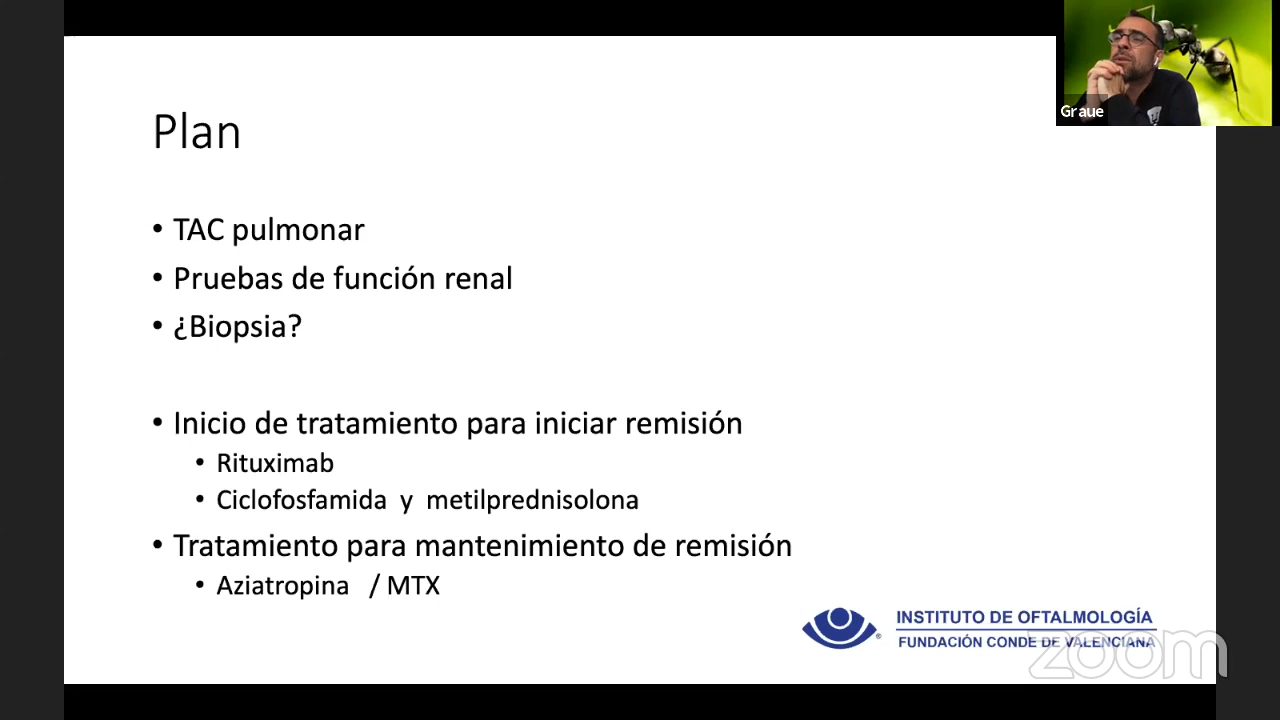 Graue
Plan
• TAC pulmonar
• Pruebas de función renal
• ¿Biopsia?
• Inicio de tratamiento para iniciar remisión
• Rituximab
• Ciclofosfamida y metilprednisolona
• Tratamiento para mantenimiento de remisión
• Aziatropina / MTX
INSTITUTO DE OFTALMOLOGÍA
FUNDACIÓN CONDE DE VALENCIANA
zoom